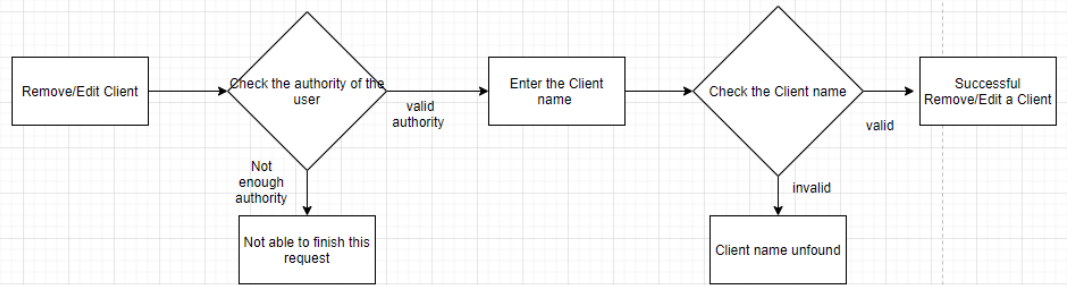 Remove/Edit Client
Check the authority of the
user
valid
authority
Not
enough
authority
Not able to finish this
request
Enter the Client
name
Check the Client name
valid
invalid
Client name unfound
Successful
Remove/Edit a Client